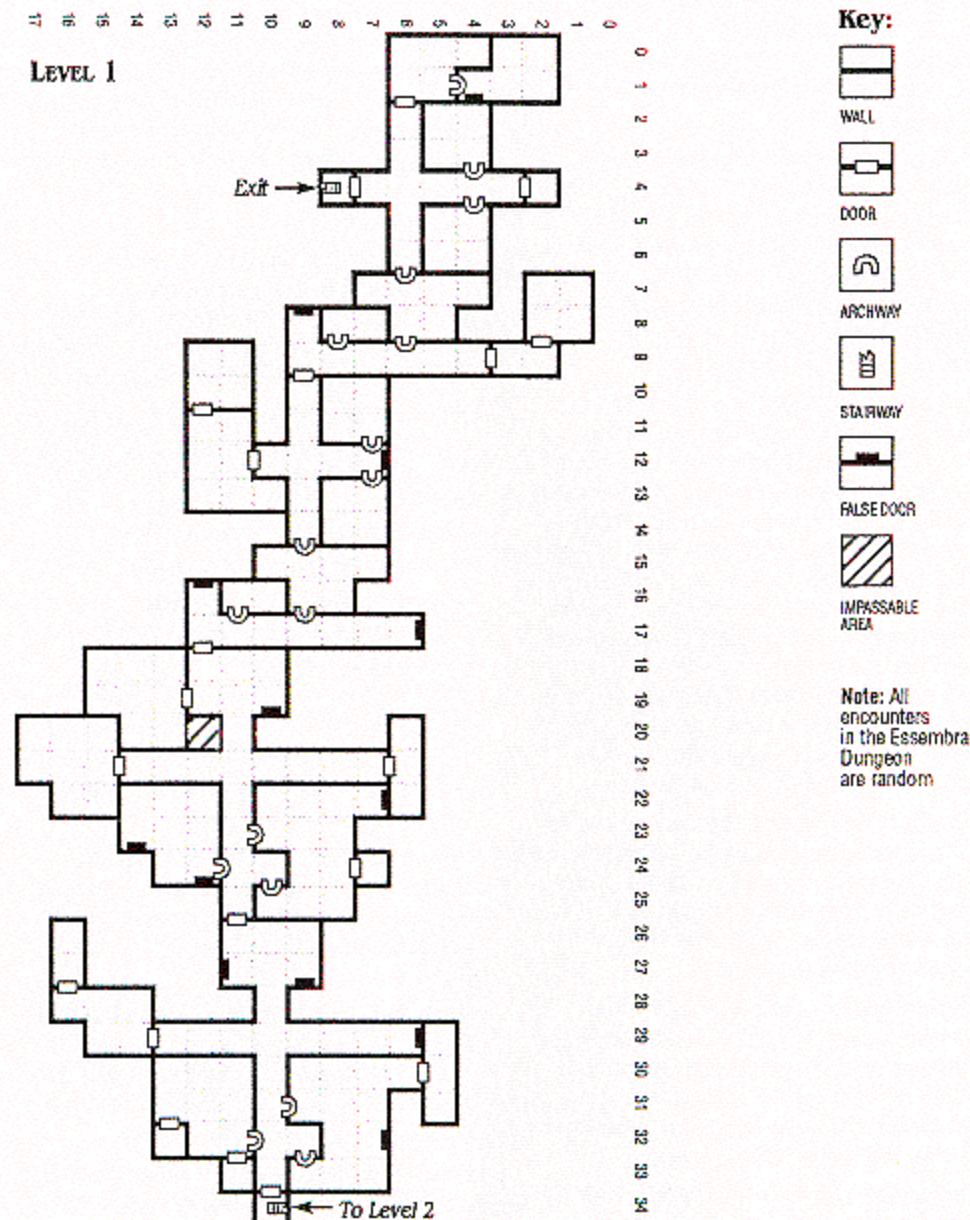 17 16 15 14 13 12 11 10 9 8 7 6 5 4 3 2 1 0
LEVEL 1
Exit
To Level 2
0
1
2
3
4
5
6
7
8
9
10
11
12
13
14
15
16
17
18
19
20
21
22
23
24
25
26
27
28
29
30
31
32
33
34
Key:
WALL
DOOR
ARCHWAY
STAIRWAY
FALSE DOOR
IMPASSABLE
AREA
Note: All
encounters
in the Essembra
Dungeon
are random